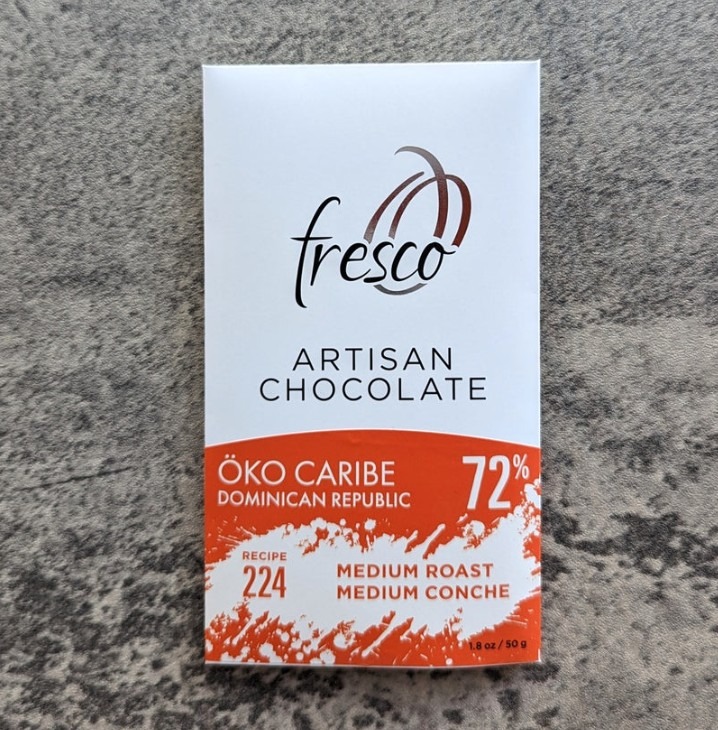 fresco
ARTISAN
CHOCOLATE
ÖKO CARIBE
DOMINICAN REPUBLIC
72%
RECIPE
224
MEDIUM ROAST
MEDIUM CONCHE
1.8 oz / 50 g